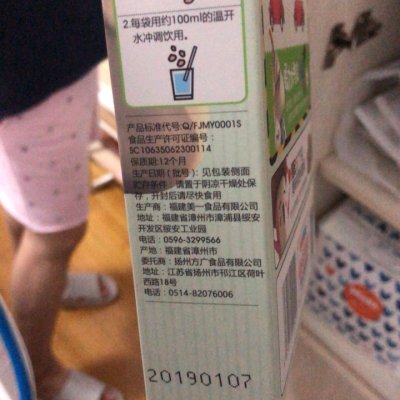 2.每袋用约100ml的温开
水冲调饮用。
产品标准代号:Q/FJMY0001S
食品生产许可证编号:
SC10635062300114
保质期:12个月
生产日期(批号):见包装侧面
贮存条件:请置于阴凉干燥处保
存,开封后请尽快食用
生产商:福建美一食品有限公司
地址:福建省漳州市漳浦县绥安
开发区绥安工业园
电话:0596-3299566
产地:福建省漳州市
委托商:扬州方广食品有限公司
地址:江苏省扬州市邗江区荷叶
西路18号
电话:0514-82076006
20190107